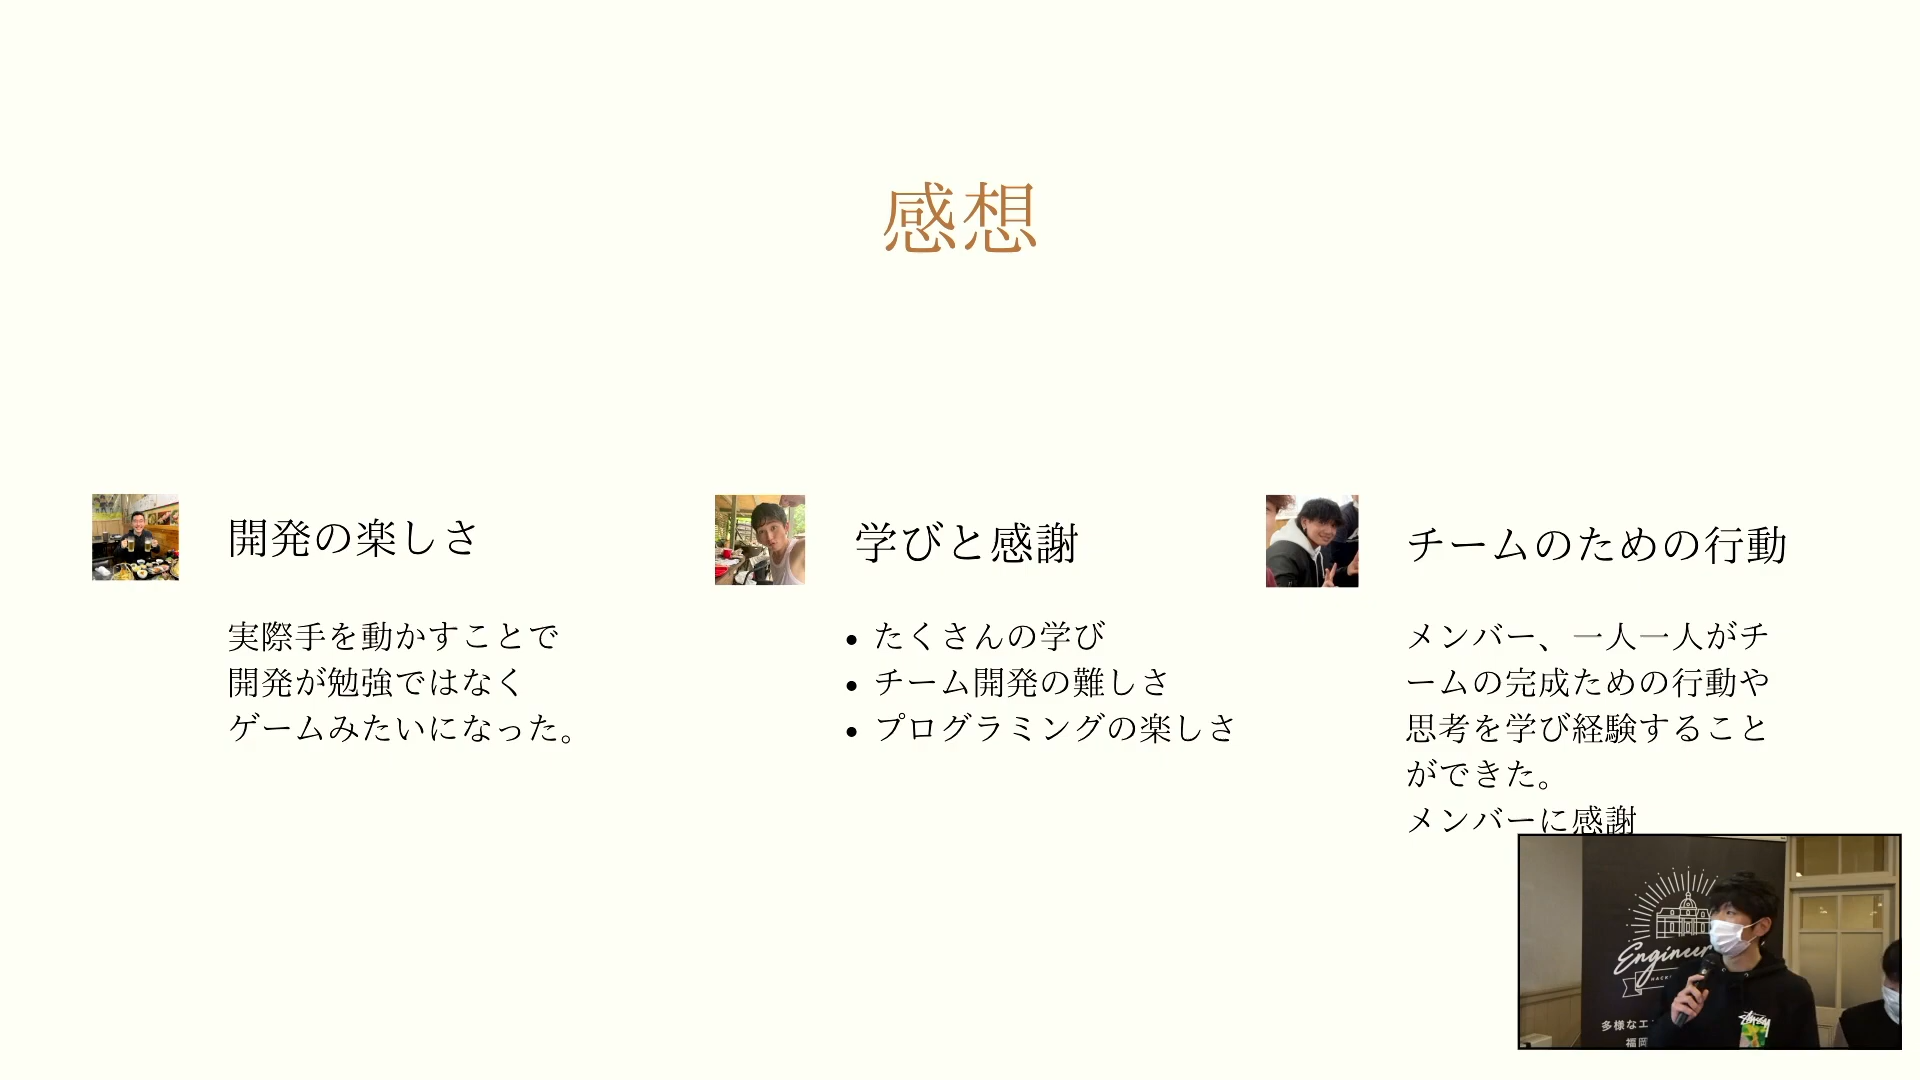 感想
開発の楽しさ
実際手を動かすことで
開発が勉強ではなく
ゲームみたいになった。
学びと感謝
• たくさんの学び
• チーム開発の難しさ
• プログラミングの楽しさ
チームのための行動
メンバー、一人一人がチ
ームの完成ための行動や
思考を学び経験すること
ができた。
メンバーに感謝
Engineer
HACK
多様なエ
福岡